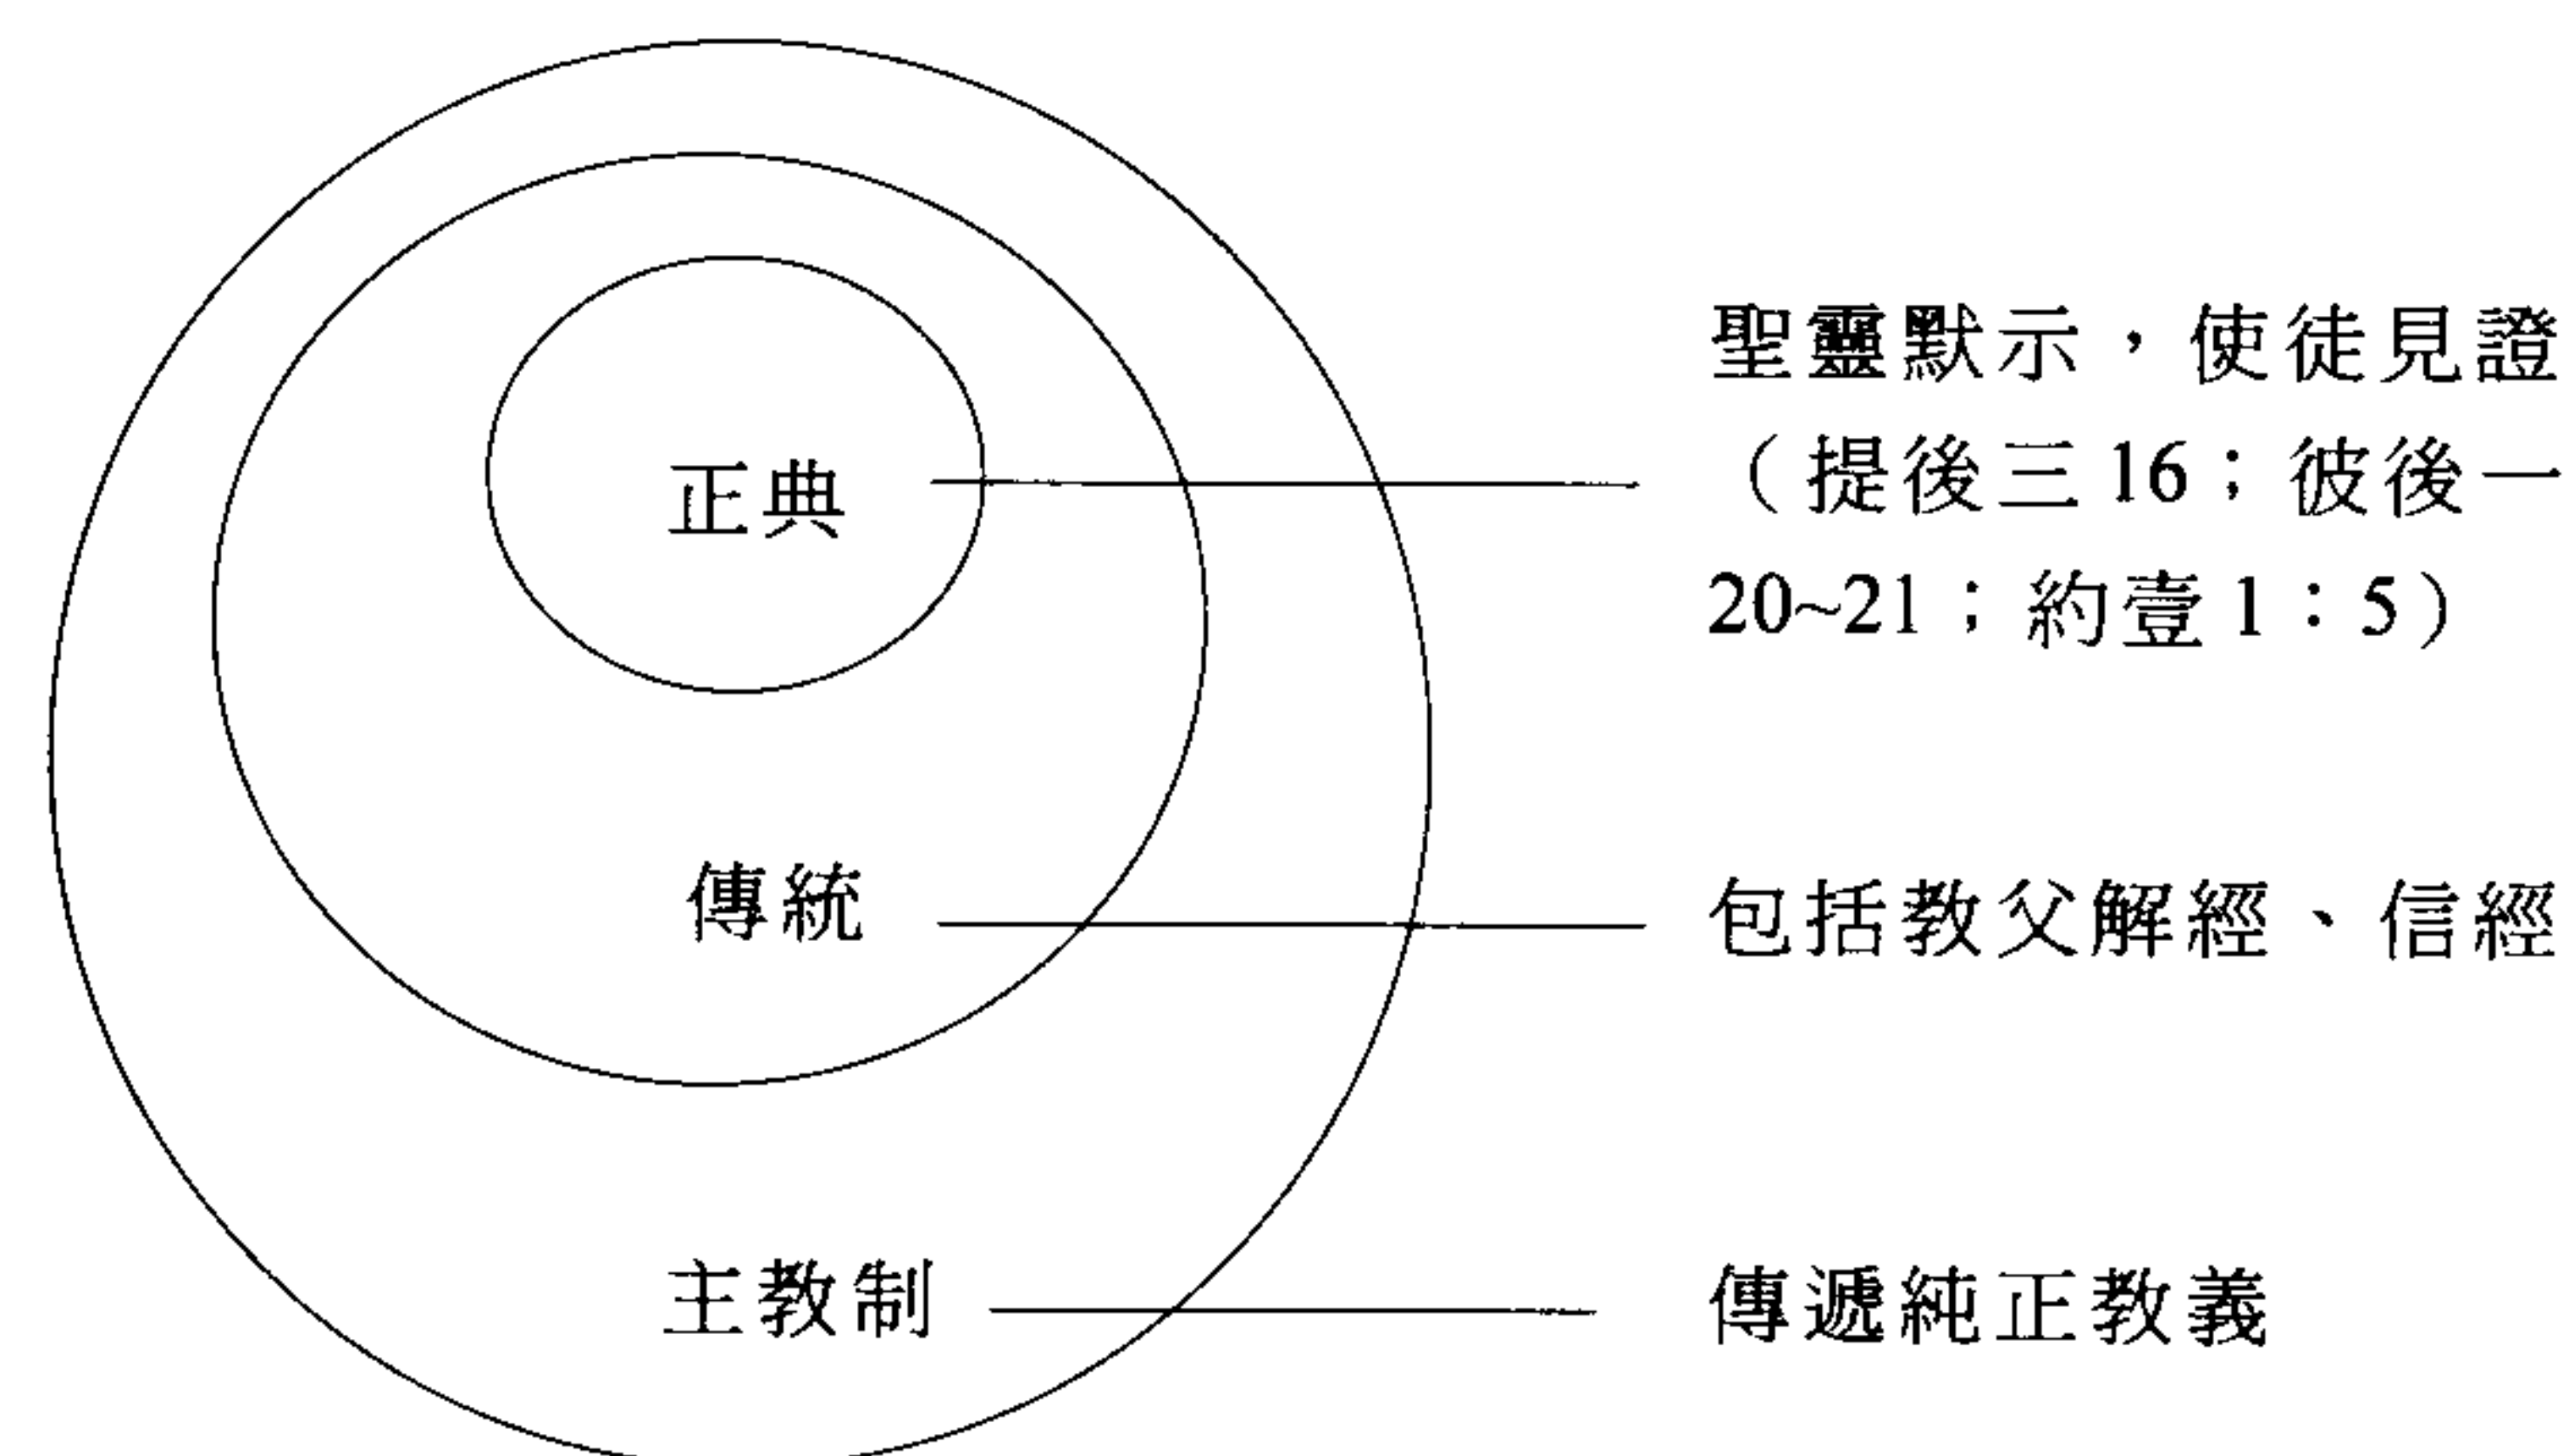 正典
聖靈默示，使徒見證
（提後三16；彼後一
20~21；約壹1：5）
傳統
包括教父解經、信經
主教制
傳遞純正教義